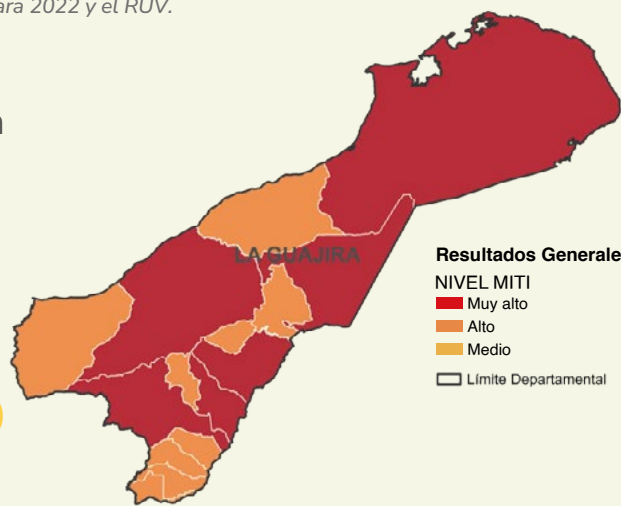 ara 2022 y el RUV.
LA GUAJIRA
Resultados Generale
NIVEL MITI
Muy alto
Alto
Medio
Límite Departamental